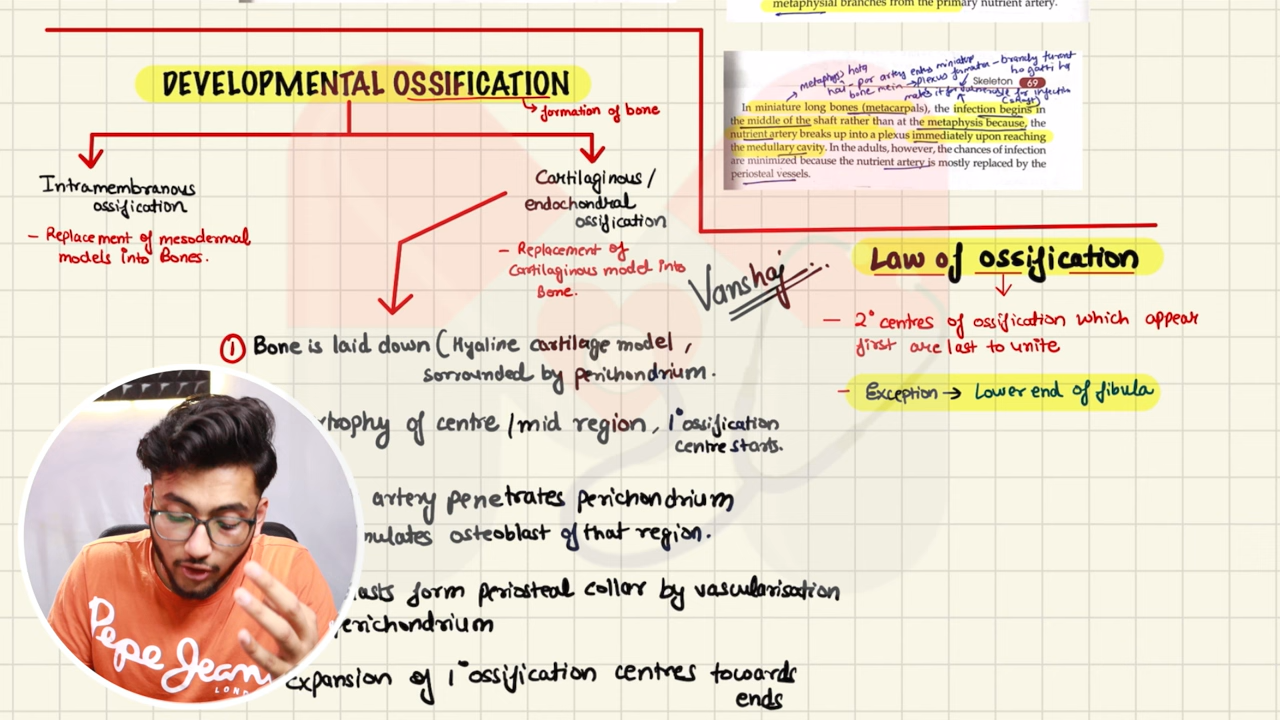 metaphysial branches from the primary nutrient artery.
Skeleton 69
In miniature long bones (metacarpals), the infection begins in
the middle of the shaft rather than at the metaphysis because, the
nutrient artery breaks up into a plexus immediately upon reaching
the medullary cavity. In the adults, however, the chances of infection
are minimized because the nutrient artery is mostly replaced by the
periosteal vessels.
DEVELOPMENTAL OSSIFICATION
formation of bone
Intramembranous
ossification
- Replacement of mesodermal
models into Bones.
Cartilaginous/
endochondral
ossification
- Replacement of
Cartilaginous model into
Bone.
Vanshaj
① Bone is laid down (Hyaline cartilage model,
sorrounded by perichondrium.
trophy of centre/mid region, 1° ossification
centre starts.
artery penetrates perichondrium
mulates osteoblast of that region.
lasts form periosteal collar by vascularisation
perichondrium
expansion of 1° ossification centres towards
ends
Law of ossification
- 2° centres of ossification which appear
first are last to unite
- Exception → Lower end of fibula
Pepe Jeans
LOND